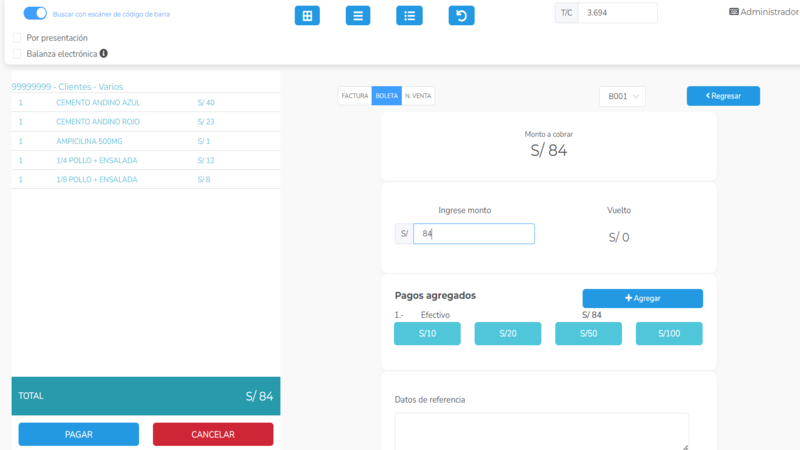 Buscar con escáner de código de barra
T/C 3.694
Administrador
Por presentación
Balanza electrónica
99999999 - Clientes - Varios
1 CEMENTO ANDINO AZUL S/ 40
1 CEMENTO ANDINO ROJO S/ 23
1 AMPICILINA 500MG S/ 1
1 1/4 POLLO + ENSALADA S/ 12
1 1/8 POLLO + ENSALADA S/ 8
TOTAL S/ 84
PAGAR CANCELAR
FACTURA BOLETA N. VENTA
B001
Regresar
Monto a cobrar
S/ 84
Ingrese monto Vuelto
S/ 84 S/ 0
Pagos agregados
Agregar
1.- Efectivo S/ 84
S/10 S/20 S/50 S/100
Datos de referencia